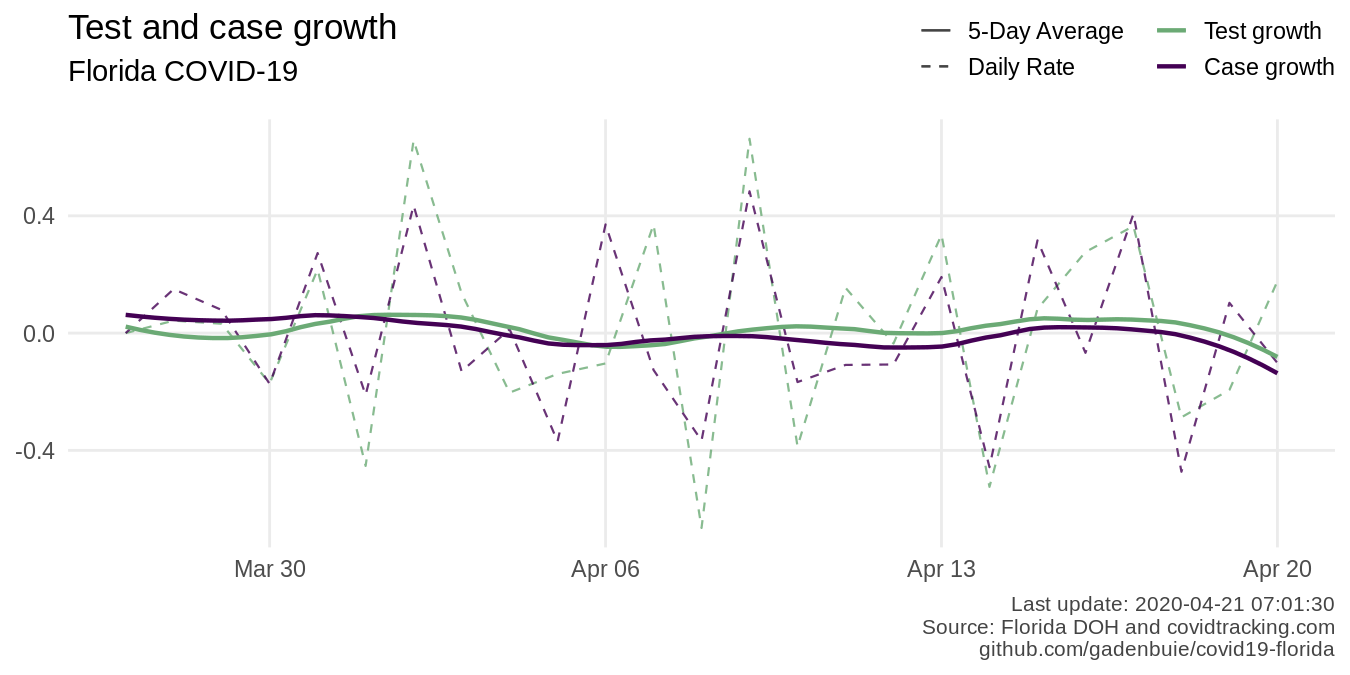 Test and case growth
Florida COVID-19
5-Day Average
Test growth
Daily Rate
Case growth
0.4
0.0
-0.4
Mar 30
Apr 06
Apr 13
Apr 20
Last update: 2020-04-21 07:01:30
Source: Florida DOH and covidtracking.com
github.com/gadenbuie/covid19-florida